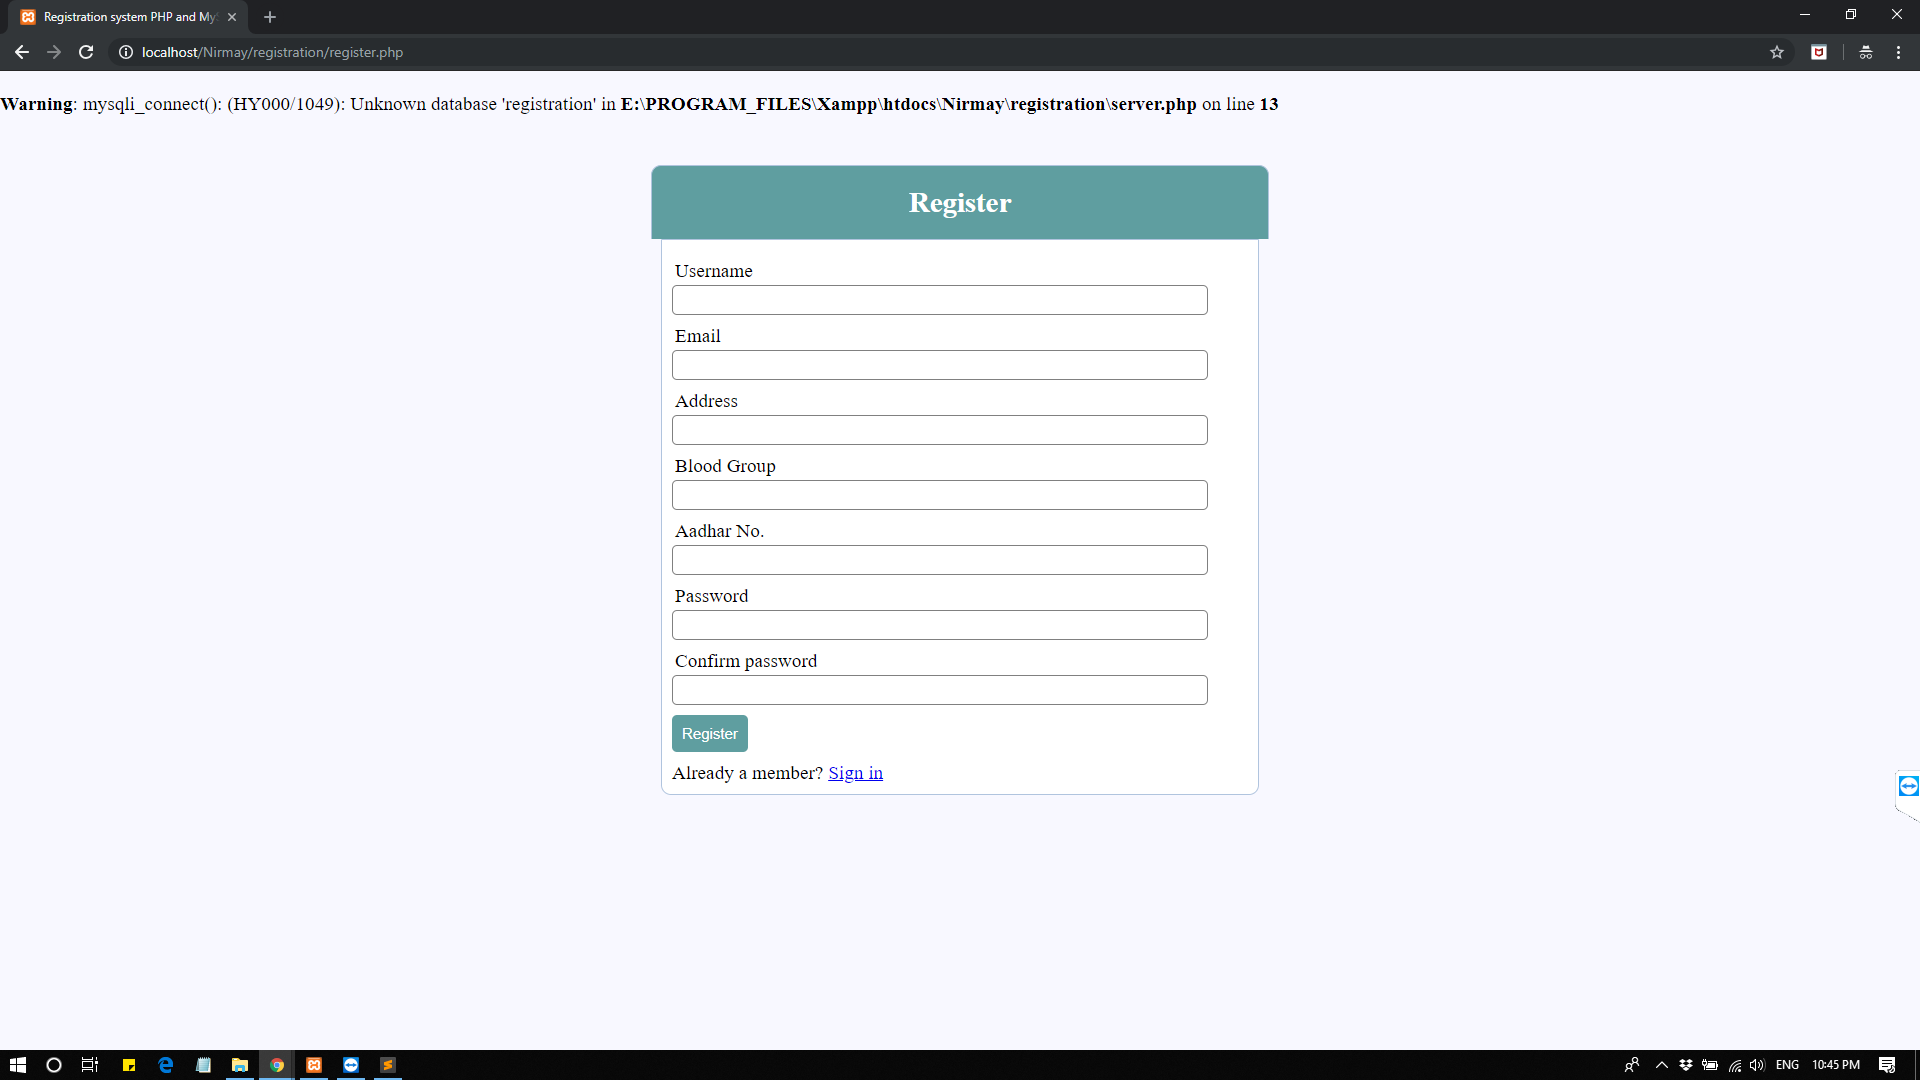 Registration system PHP and My
localhost/Nirmay/registration/register.php
Warning: mysqli_connect(): (HY000/1049): Unknown database 'registration' in E:\PROGRAM_FILES\Xampp\htdocs\Nirmay\registration\server.php on line 13
Register
Username
Email
Address
Blood Group
Aadhar No.
Password
Confirm password
Register
Already a member? Sign in
ENG 10:45 PM